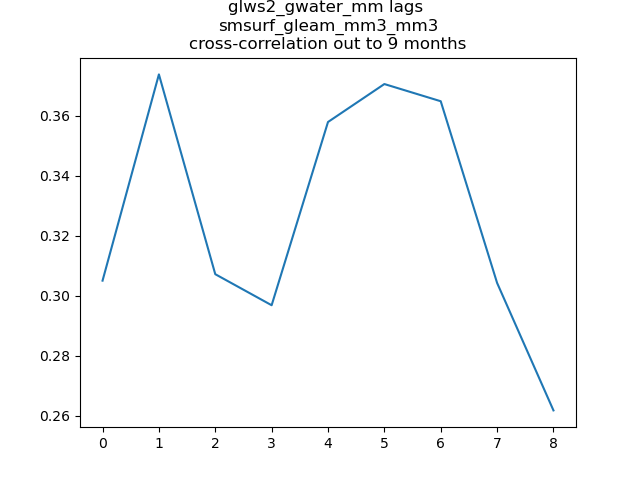 glws2_gwater_mm lags
smsurf_gleam_mm3_mm3
cross-correlation out to 9 months
0.36
0.34
0.32
0.30
0.28
0.26
0 1 2 3 4 5 6 7 8